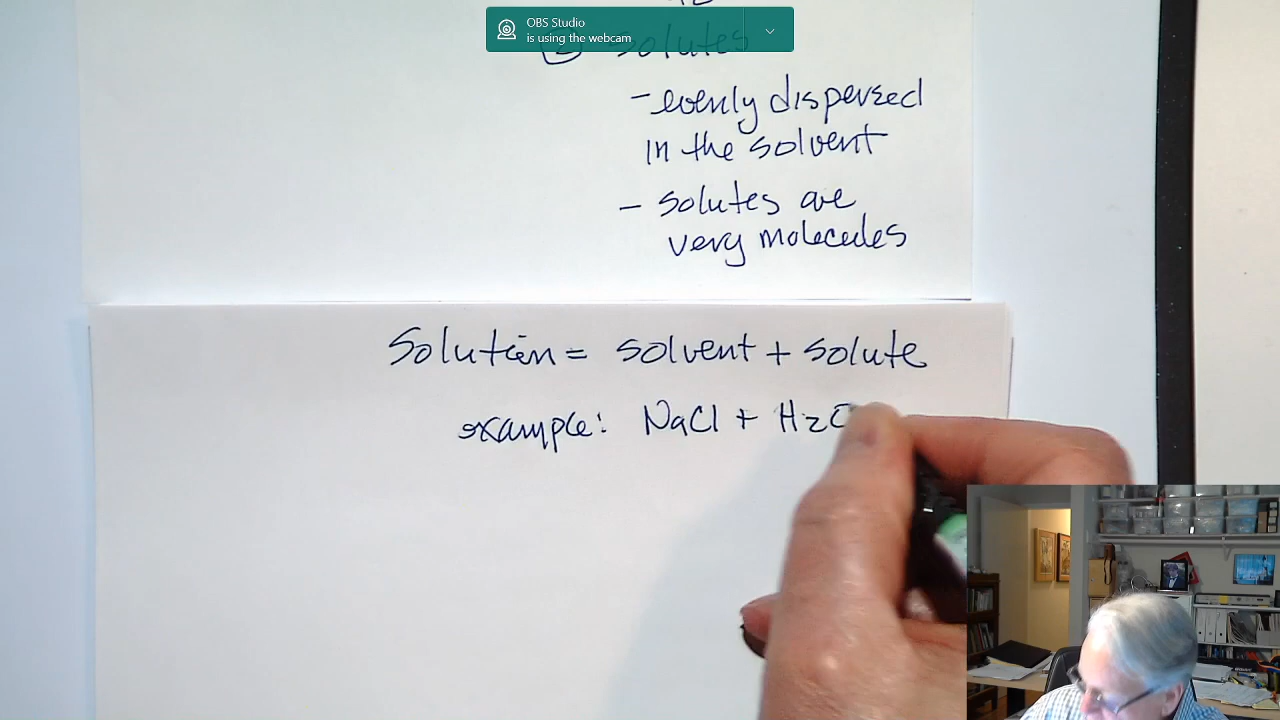 OBS Studio
is using the webcam
solutes
- evenly dispersed
in the solvent
- solutes are
very molecules
Solution = solvent + solute
example: NaCl + H₂O